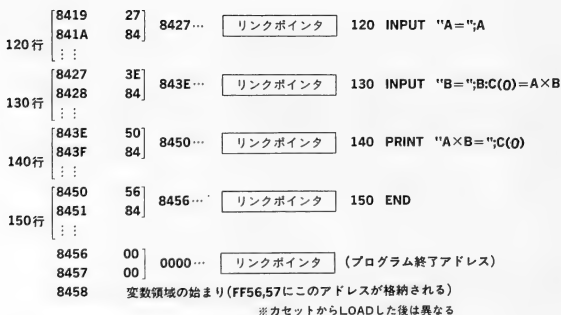 120行 8419 27 8427… リンクポインタ 120 INPUT "A=";A
841A 84
⋮ ⋮
130行 8427 3E 843E… リンクポインタ 130 INPUT "B=";B:C(0)=A×B
8428 84
⋮ ⋮
140行 843E 50 8450… リンクポインタ 140 PRINT "A×B=";C(0)
843F 84
⋮ ⋮
150行 8450 56 8456… リンクポインタ 150 END
8451 84
⋮ ⋮
8456 00 0000… リンクポインタ (プログラム終了アドレス)
8457 00
8458 変数領域の始まり(FF56,57にこのアドレスが格納される)
※カセットからLOADした後は異なる